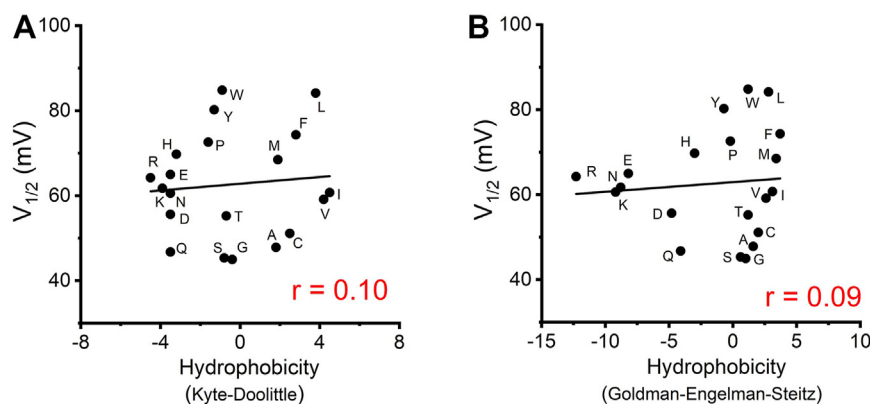 A
100
80
60
40
V1/2 (mV)
W
Y
L
F
H
P
M
R
E
K
N
I
V
D
T
A
C
Q
S
G
r = 0.10
-8
-4
0
4
8
Hydrophobicity
(Kyte-Doolittle)
B
100
80
60
40
V1/2 (mV)
Y
W
L
F
H
P
M
R
N
E
K
V
I
D
T
C
A
Q
S
G
r = 0.09
-15
-10
-5
0
5
10
Hydrophobicity
(Goldman-Engelman-Steitz)